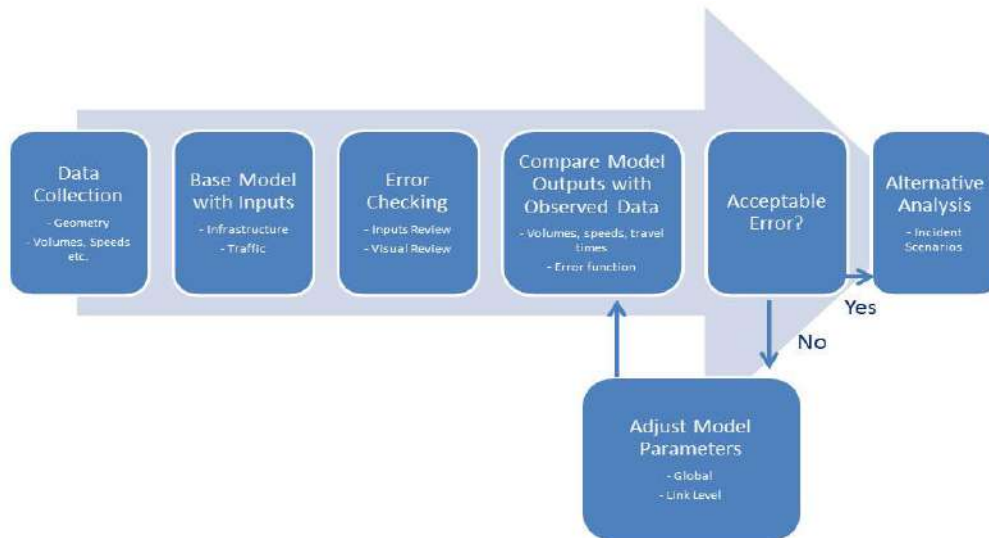 Data
Collection
- Geometry
- Volumes, Speeds
etc.
Base Model
with Inputs
- Infrastructure
- Traffic
Error
Checking
- Inputs Review
- Visual Review
Compare Model
Outputs with
Observed Data
- Volumes, speeds, travel
times
- Error function
Acceptable
Error?
Alternative
Analysis
- Incident
Scenarios
Yes
No
Adjust Model
Parameters
- Global
- Link Level